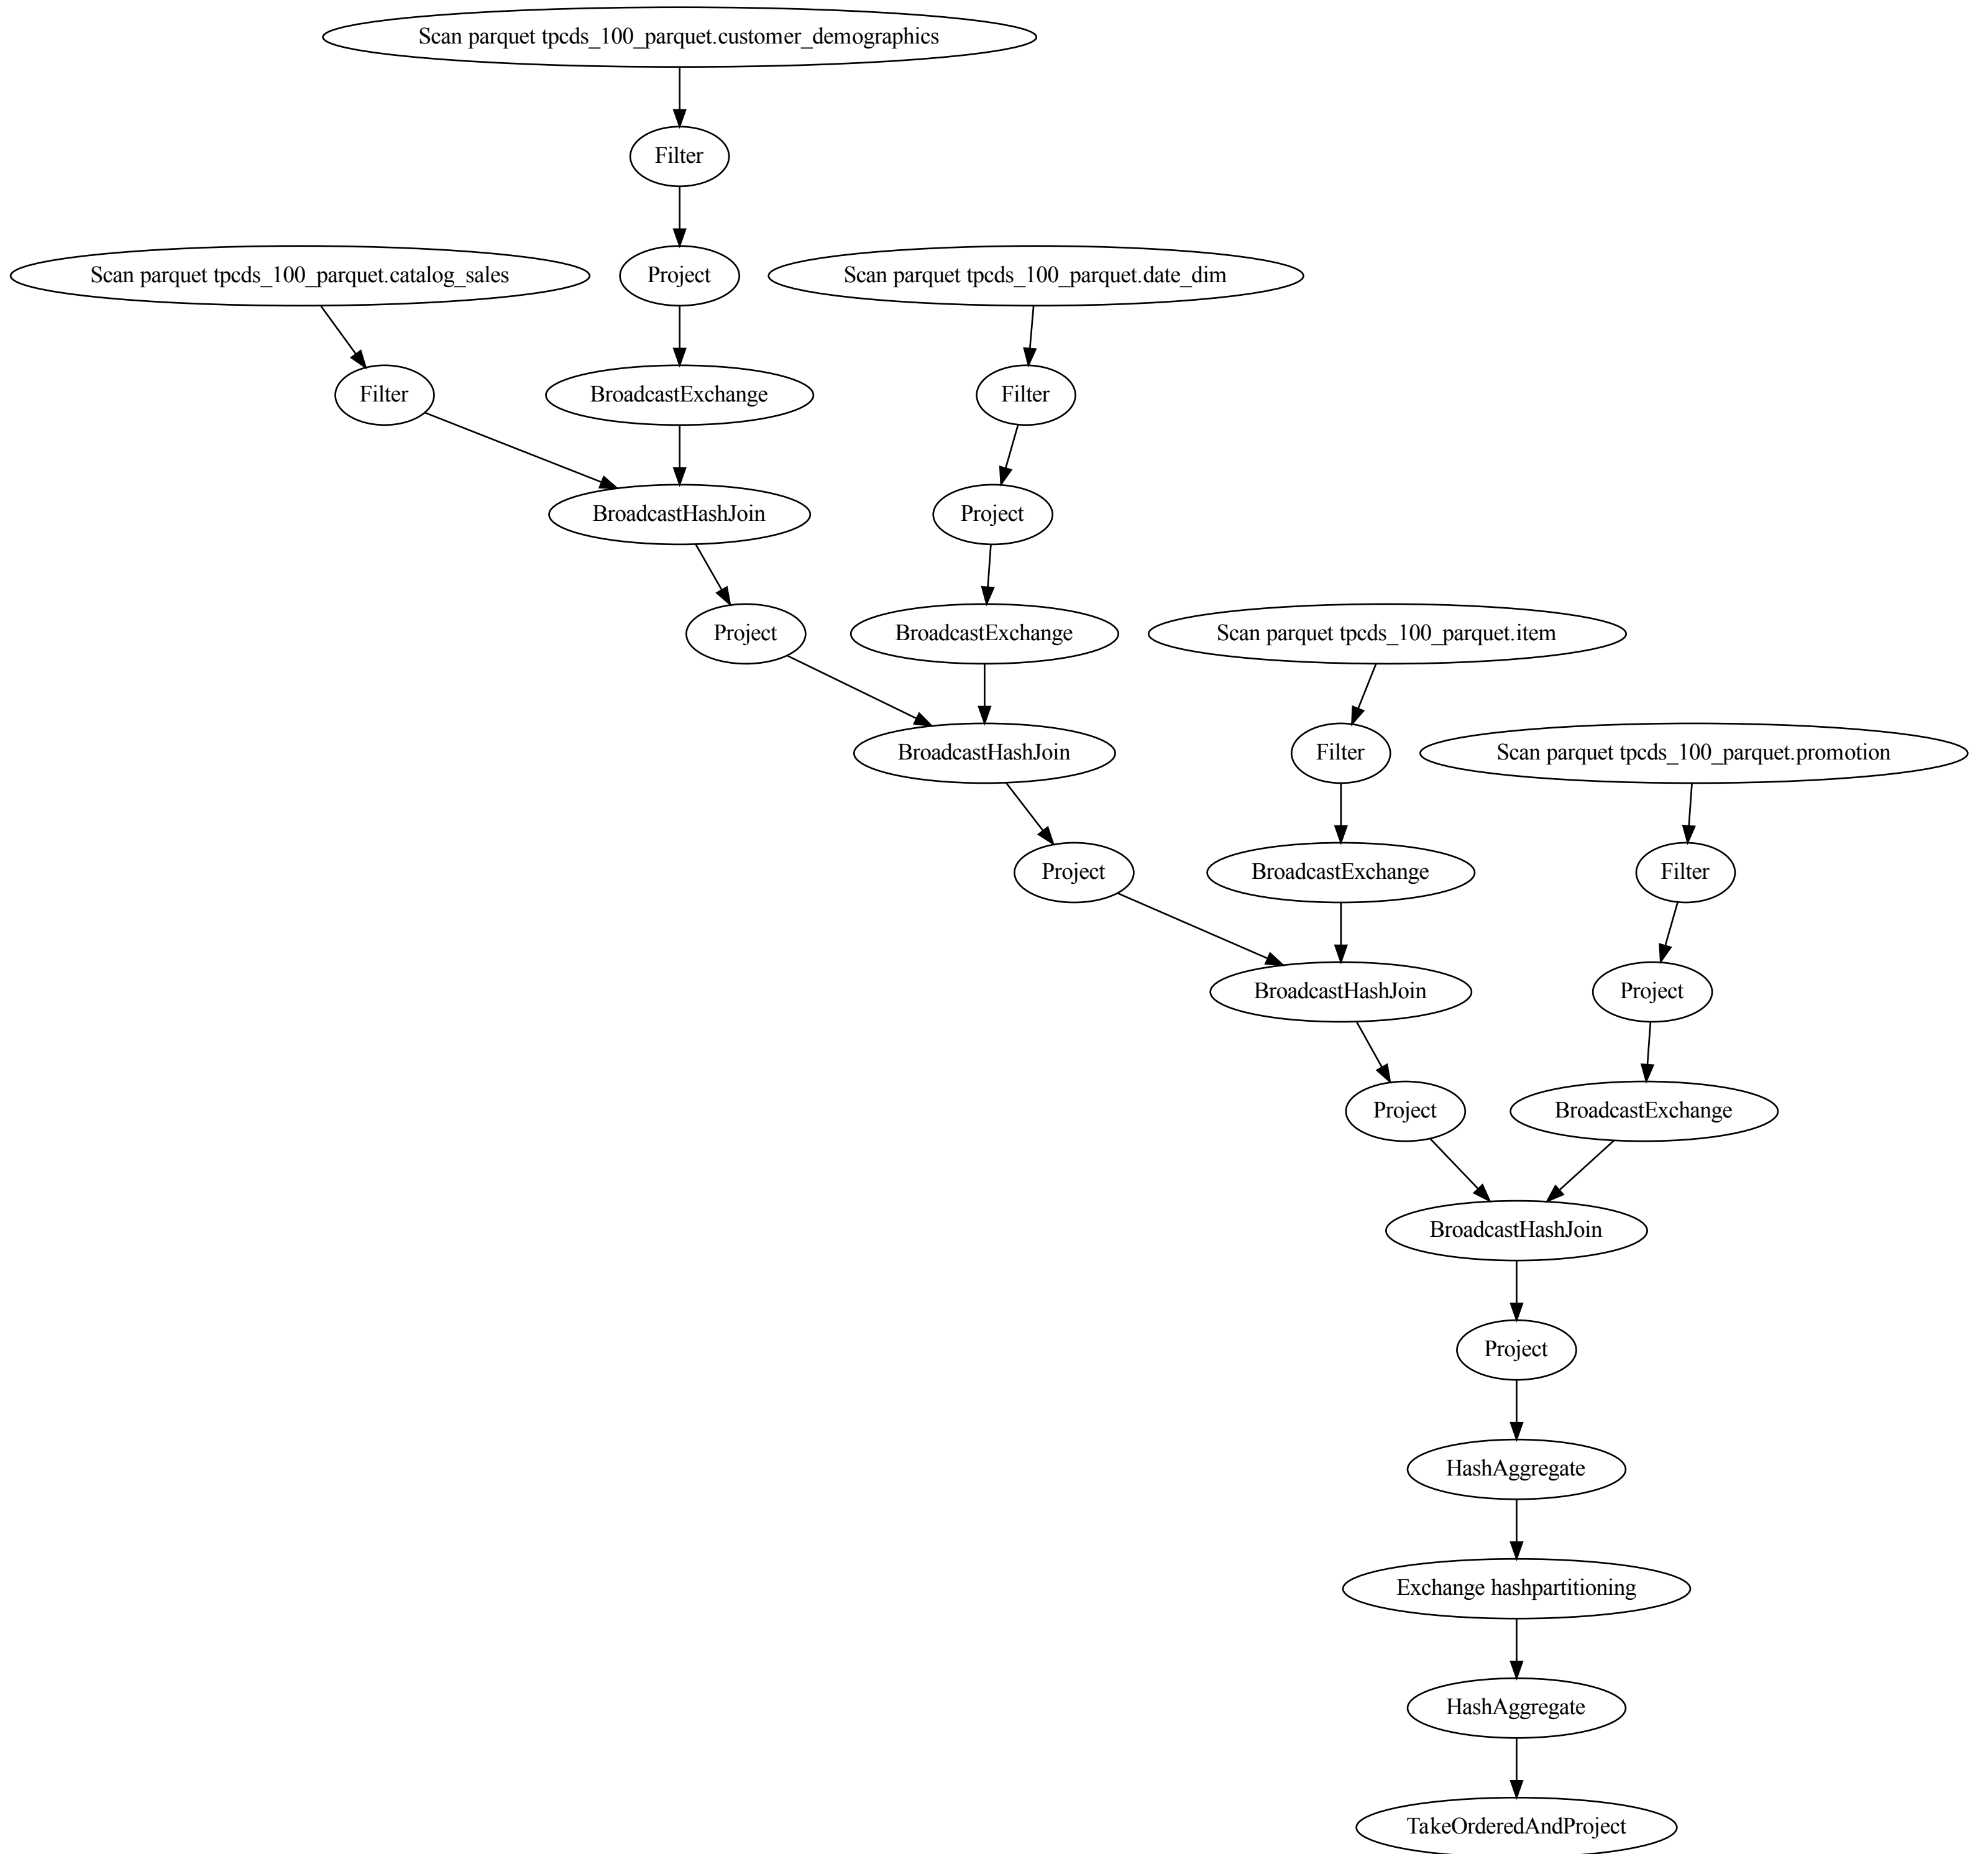 Scan parquet tpcds_100_parquet.customer_demographics
Filter
Scan parquet tpcds_100_parquet.catalog_sales
Project
Scan parquet tpcds_100_parquet.date_dim
Filter
BroadcastExchange
Filter
BroadcastHashJoin
Project
Project
BroadcastExchange
Scan parquet tpcds_100_parquet.item
BroadcastHashJoin
Filter
Scan parquet tpcds_100_parquet.promotion
Project
BroadcastExchange
Filter
BroadcastHashJoin
Project
Project
BroadcastExchange
BroadcastHashJoin
Project
HashAggregate
Exchange hashpartitioning
HashAggregate
TakeOrderedAndProject